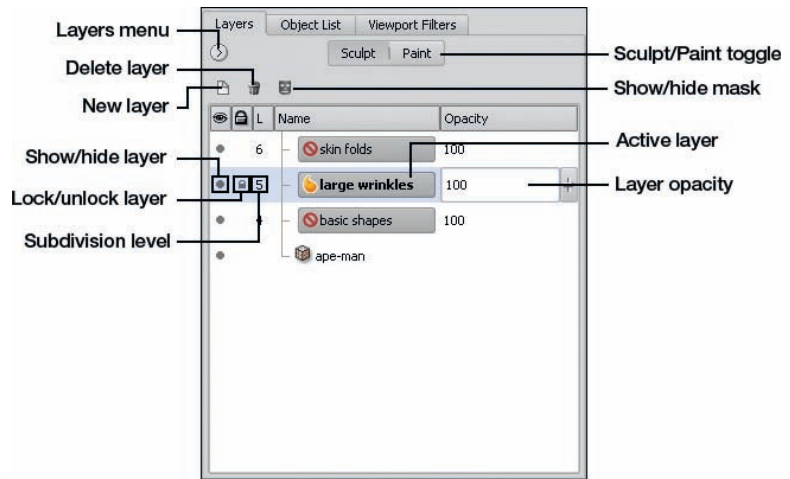 Layers Object List Viewport Filters
Layers menu
Sculpt Paint
Sculpt/Paint toggle
Delete layer
Show/hide mask
New layer
L Name Opacity
Active layer
6 skin folds 100
Show/hide layer
5 large wrinkles 100
Layer opacity
Lock/unlock layer
4 basic shapes 100
Subdivision level
ape-man